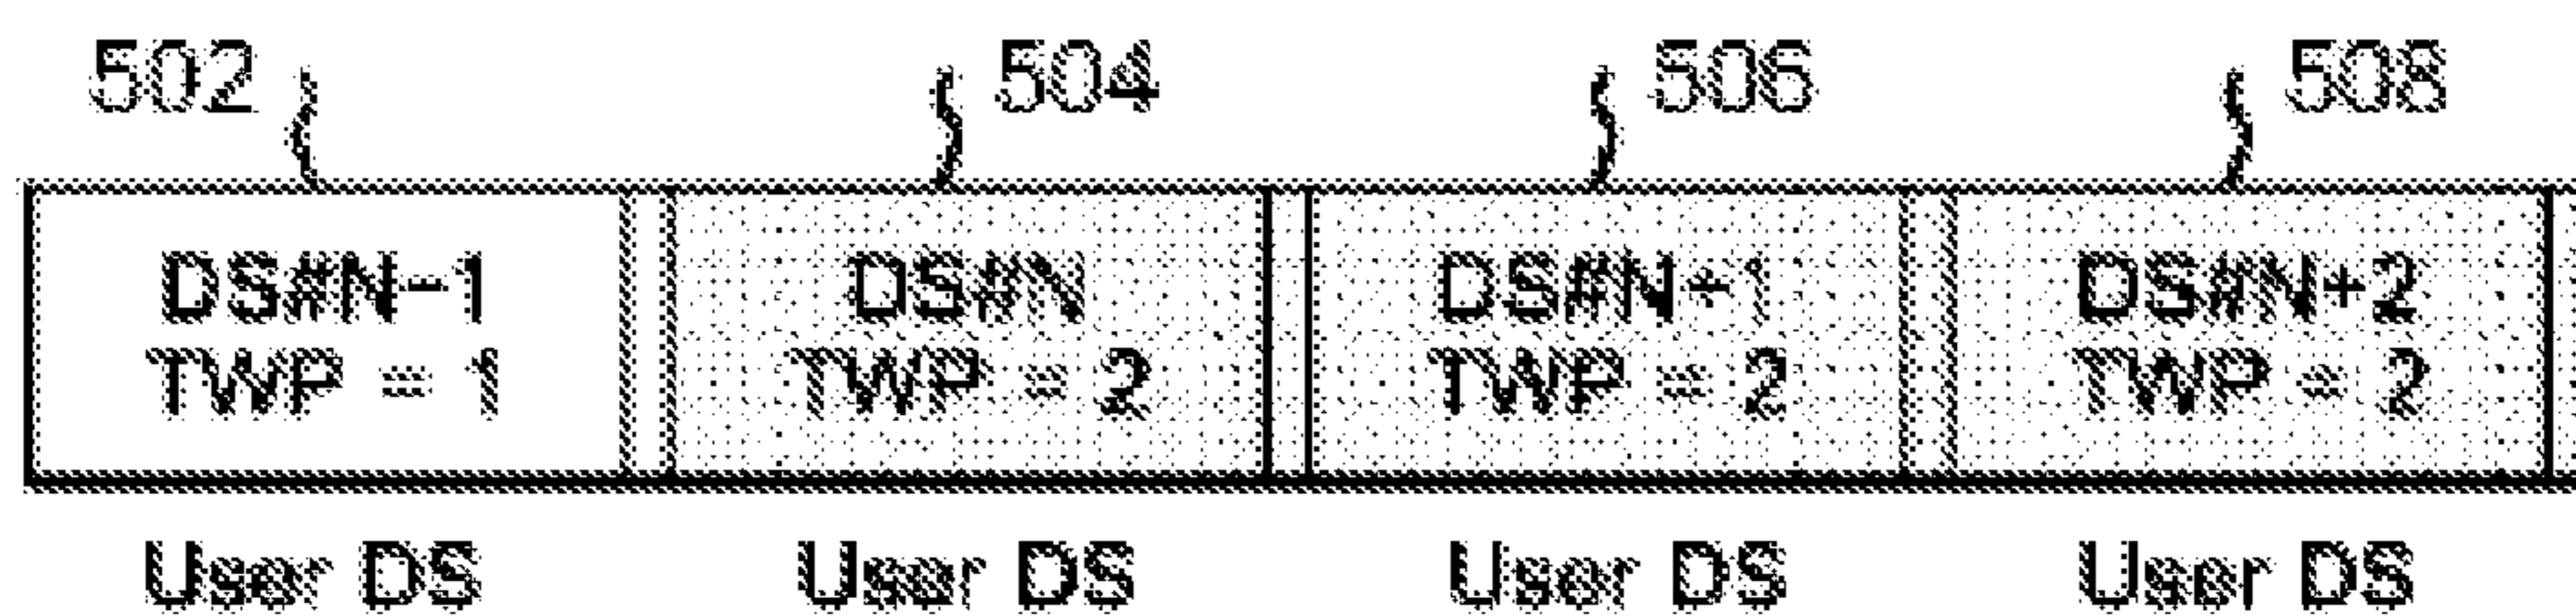 502 504 506 508
DS#N-1 DS#N DS#N+1 DS#N+2
TWP = 1 TWP = 2 TWP = 2 TWP = 2
User DS User DS User DS User DS